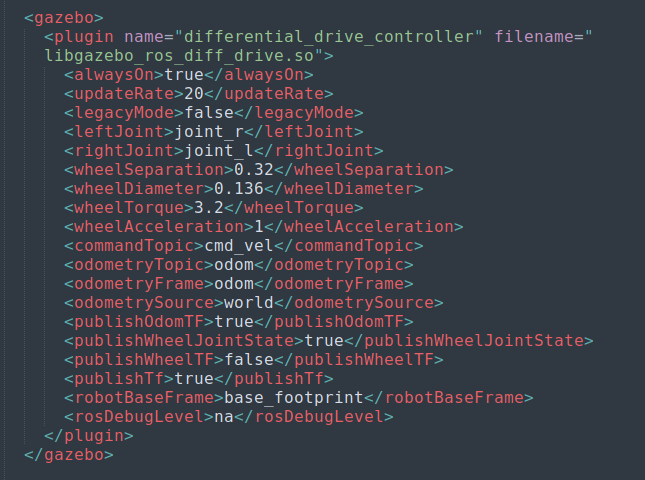 <gazebo>
<plugin name="differential_drive_controller" filename="
libgazebo_ros_diff_drive.so">
<alwaysOn>true</alwaysOn>
<updateRate>20</updateRate>
<legacyMode>false</legacyMode>
<leftJoint>joint_r</leftJoint>
<rightJoint>joint_l</rightJoint>
<wheelSeparation>0.32</wheelSeparation>
<wheelDiameter>0.136</wheelDiameter>
<wheelTorque>3.2</wheelTorque>
<wheelAcceleration>1</wheelAcceleration>
<commandTopic>cmd_vel</commandTopic>
<odometryTopic>odom</odometryTopic>
<odometryFrame>odom</odometryFrame>
<odometrySource>world</odometrySource>
<publishOdomTF>true</publishOdomTF>
<publishWheelJointState>true</publishWheelJointState>
<publishWheelTF>false</publishWheelTF>
<publishTf>true</publishTf>
<robotBaseFrame>base_footprint</robotBaseFrame>
<rosDebugLevel>na</rosDebugLevel>
</plugin>
</gazebo>